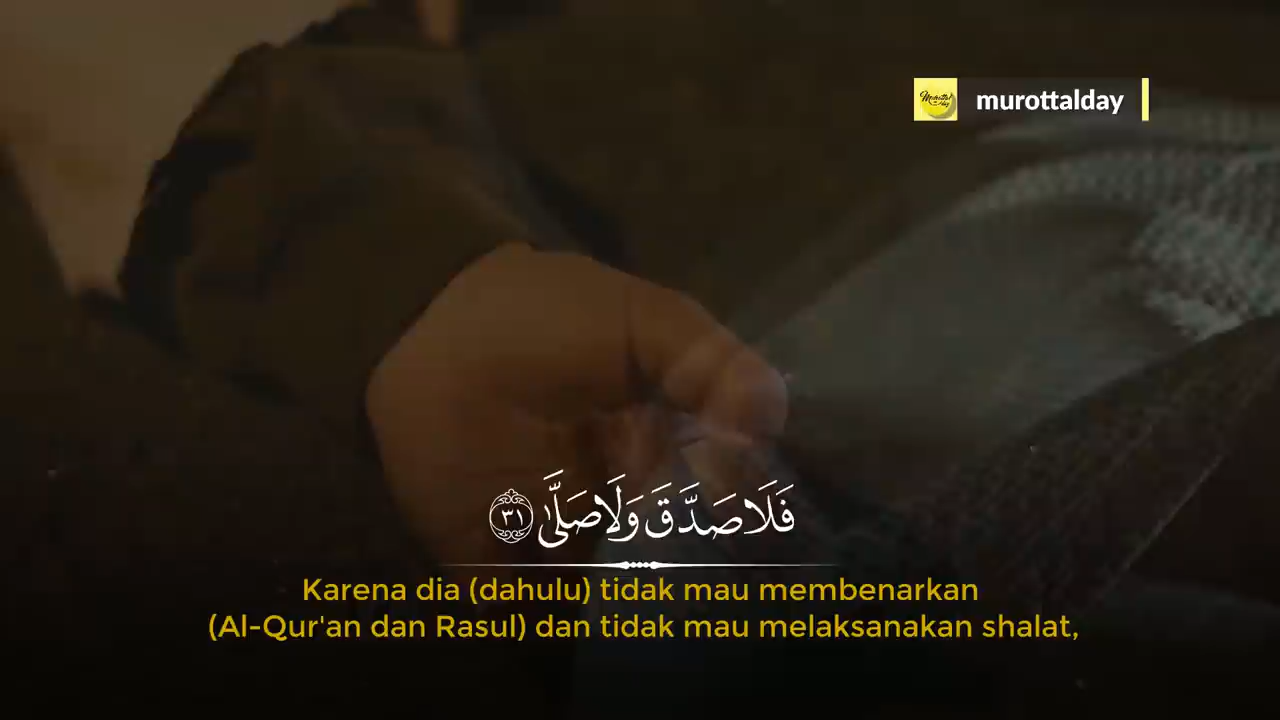 murottalday
فَلَا صَدَّقَ وَلَا صَلَّىٰ ٣١
Karena dia (dahulu) tidak mau membenarkan
(Al-Qur'an dan Rasul) dan tidak mau melaksanakan shalat,